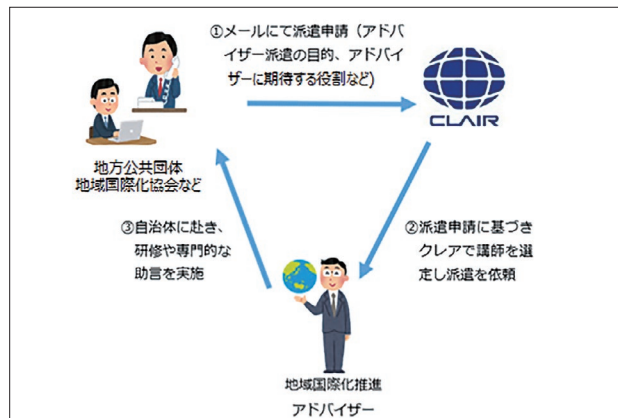 ①メールにて派遣申請（アドバ
イザー派遣の目的、アドバイ
ザーに期待する役割など)
CLAIR
地方公共団体
地域国際化協会など
③自治体に赴き、
研修や専門的な
助言を実施
②派遣申請に基づき
クレアで講師を選
定し派遣を依頼
地域国際化推進
アドバイザー